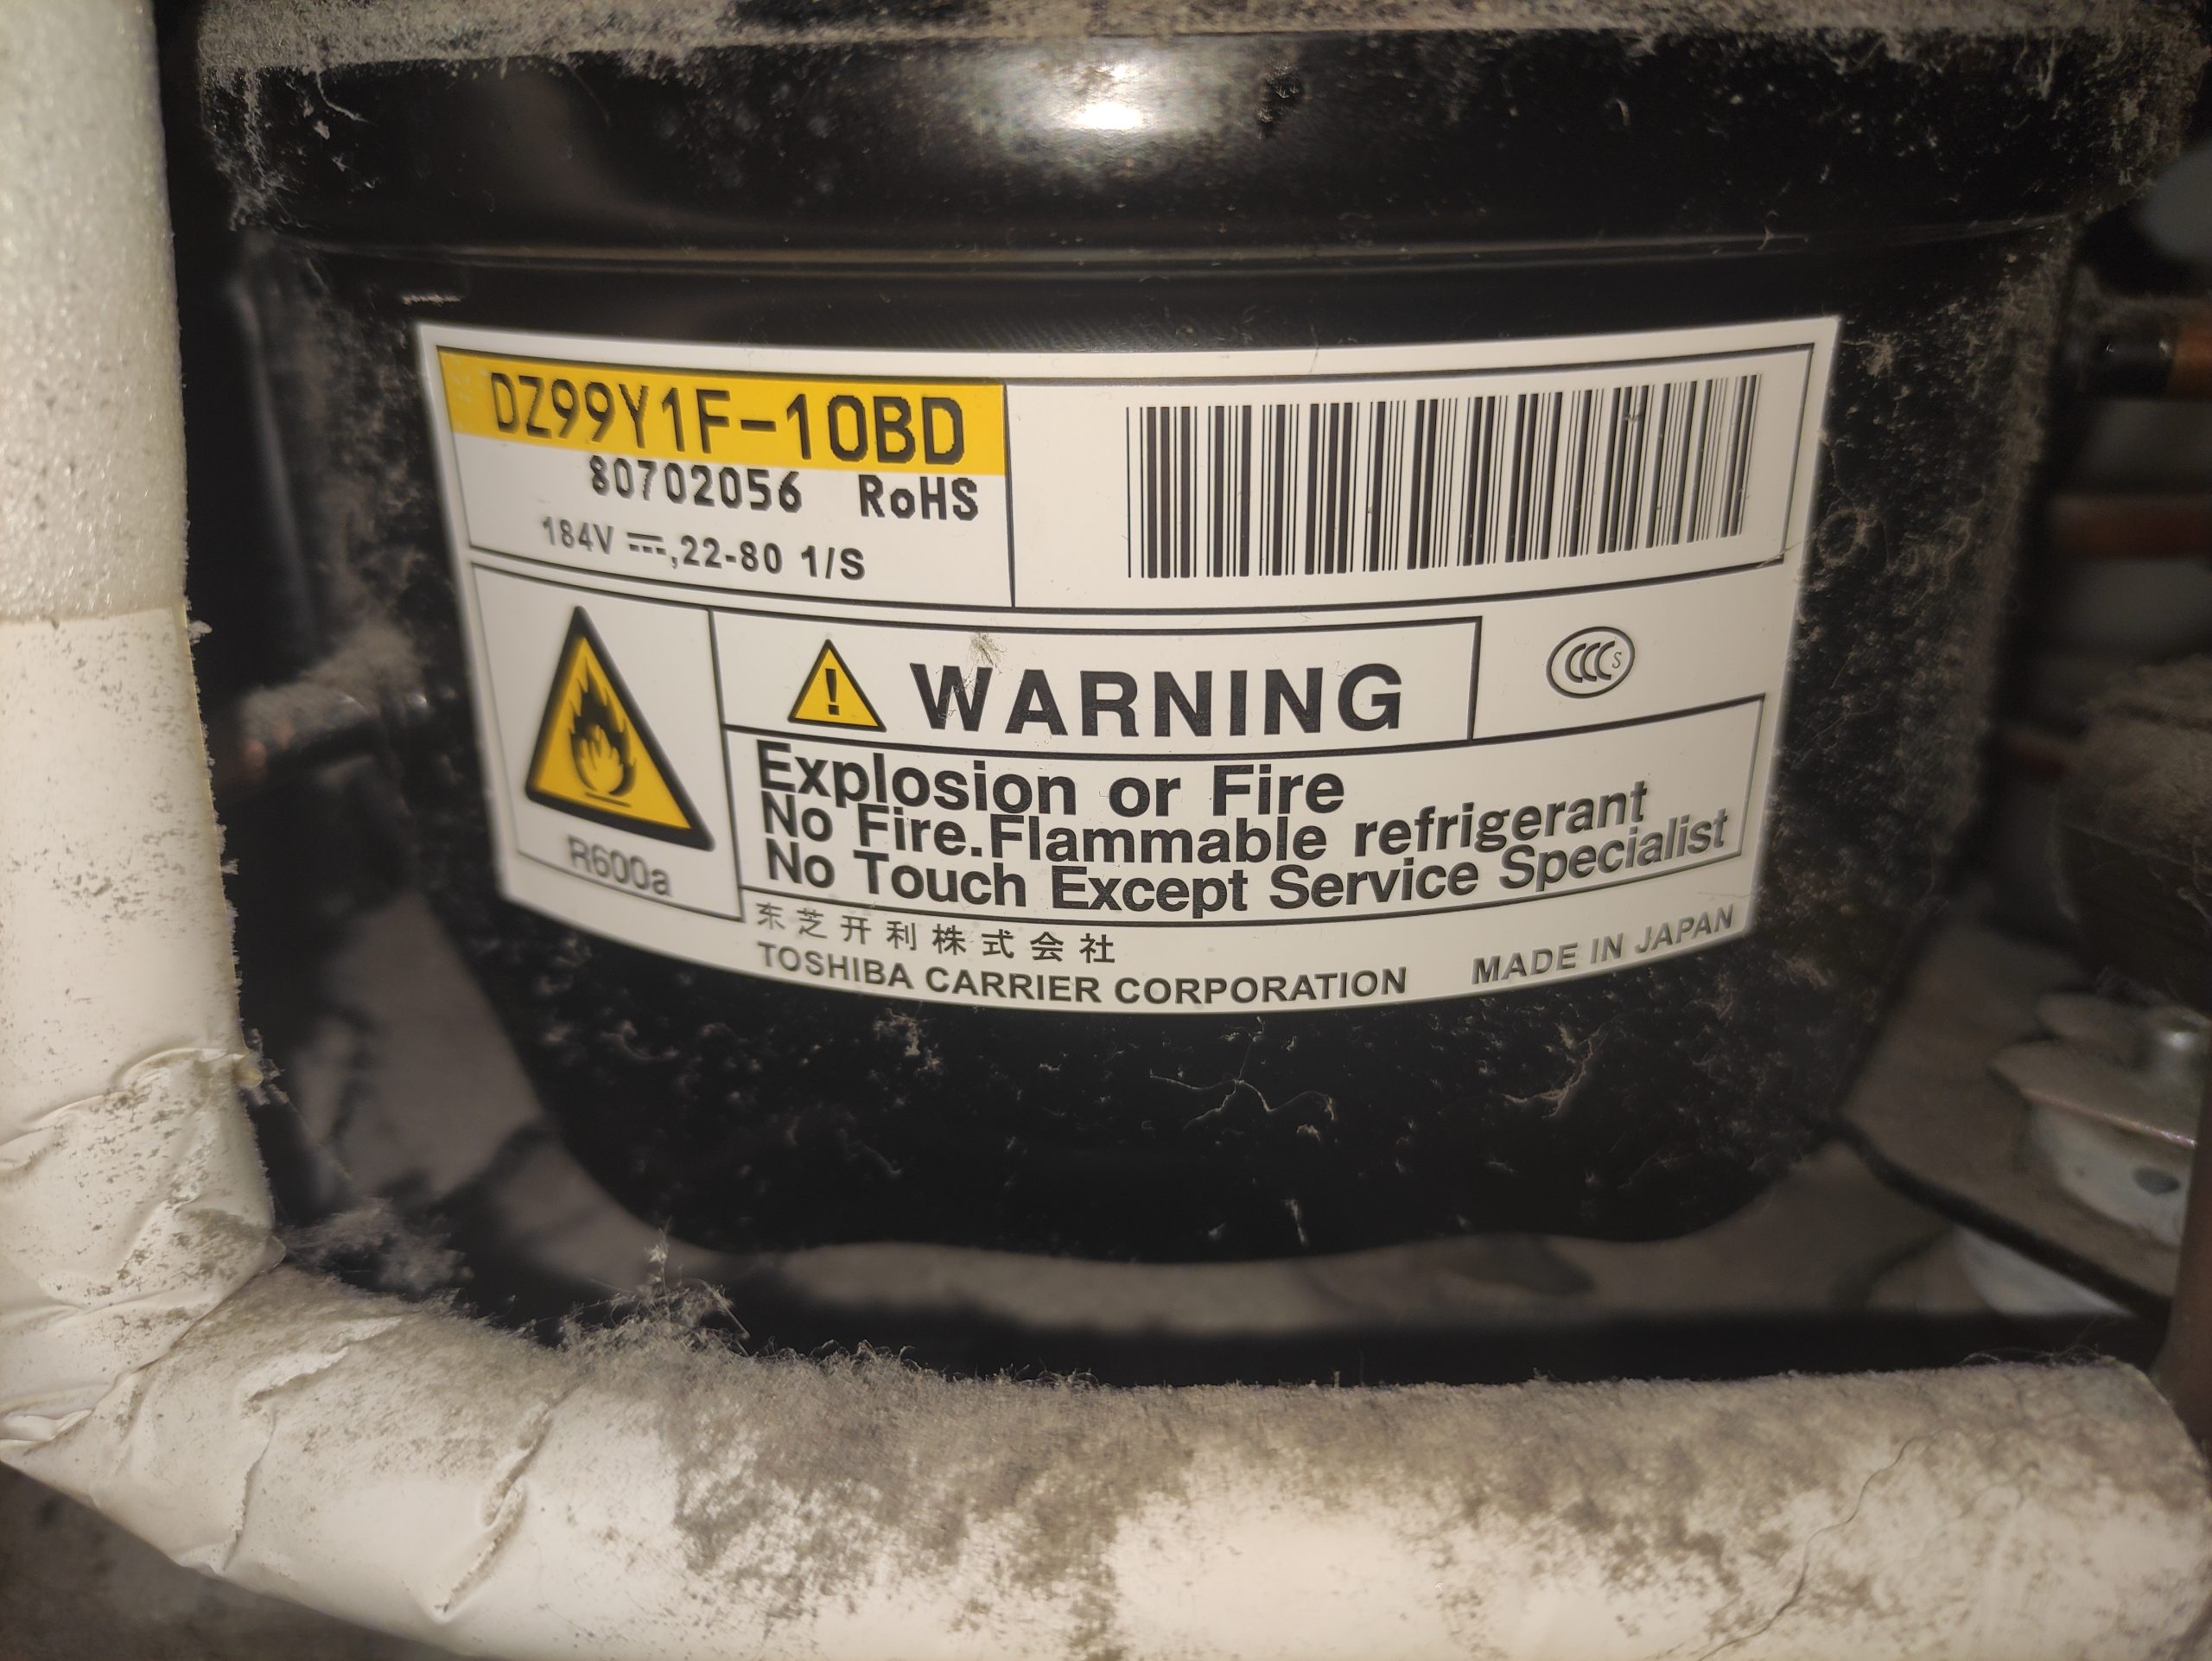 DZ99Y1F-10BD
80702056 RoHS
184V ⎓,22-80 1/S
CCC S
WARNING
Explosion or Fire
No Fire.Flammable refrigerant
No Touch Except Service Specialist
R600a
东芝开利株式会社
TOSHIBA CARRIER CORPORATION MADE IN JAPAN